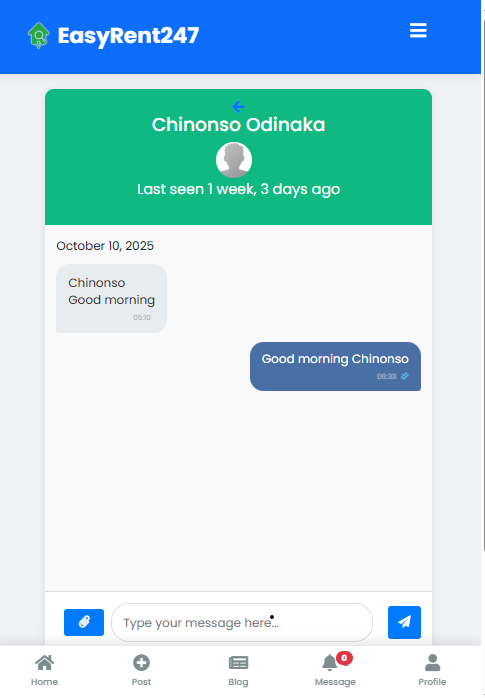 EasyRent247
Chinonso Odinaka
Last seen 1 week, 3 days ago
October 10, 2025
Chinonso
Good morning
05:10
Good morning Chinonso
06:33
Type your message here...
0
Home
Post
Blog
Message
Profile